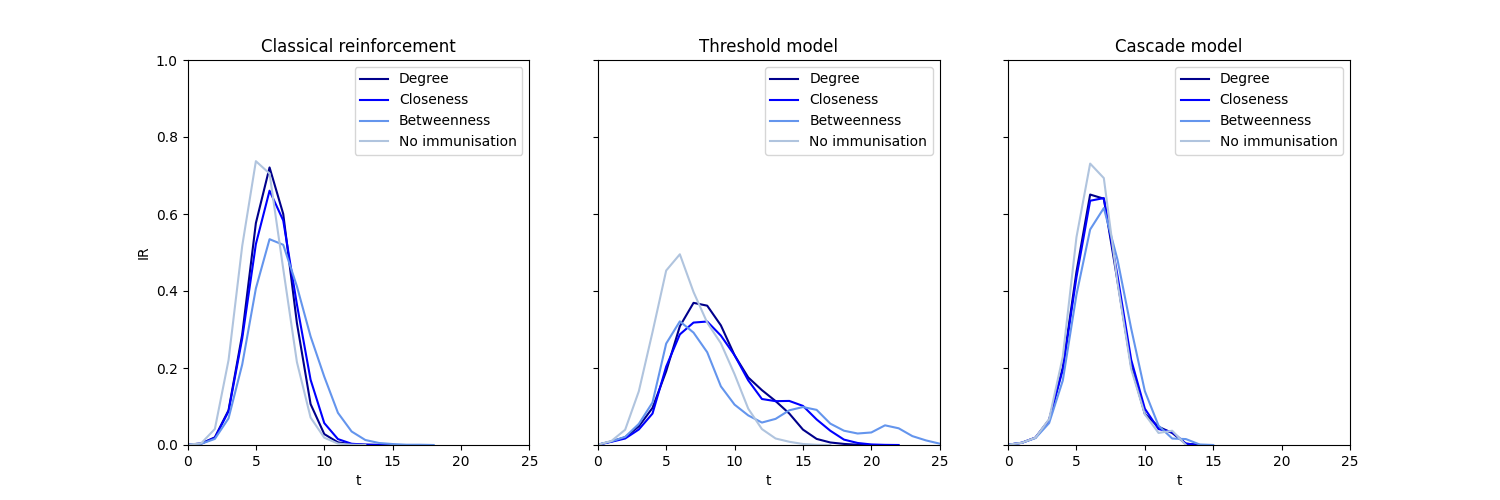 Classical reinforcement
Threshold model
Cascade model
IR
1.0
0.8
0.6
0.4
0.2
0.0
Degree
Closeness
Betweenness
No immunisation
0 5 10 15 20 25
t
Degree
Closeness
Betweenness
No immunisation
0 5 10 15 20 25
t
Degree
Closeness
Betweenness
No immunisation
0 5 10 15 20 25
t